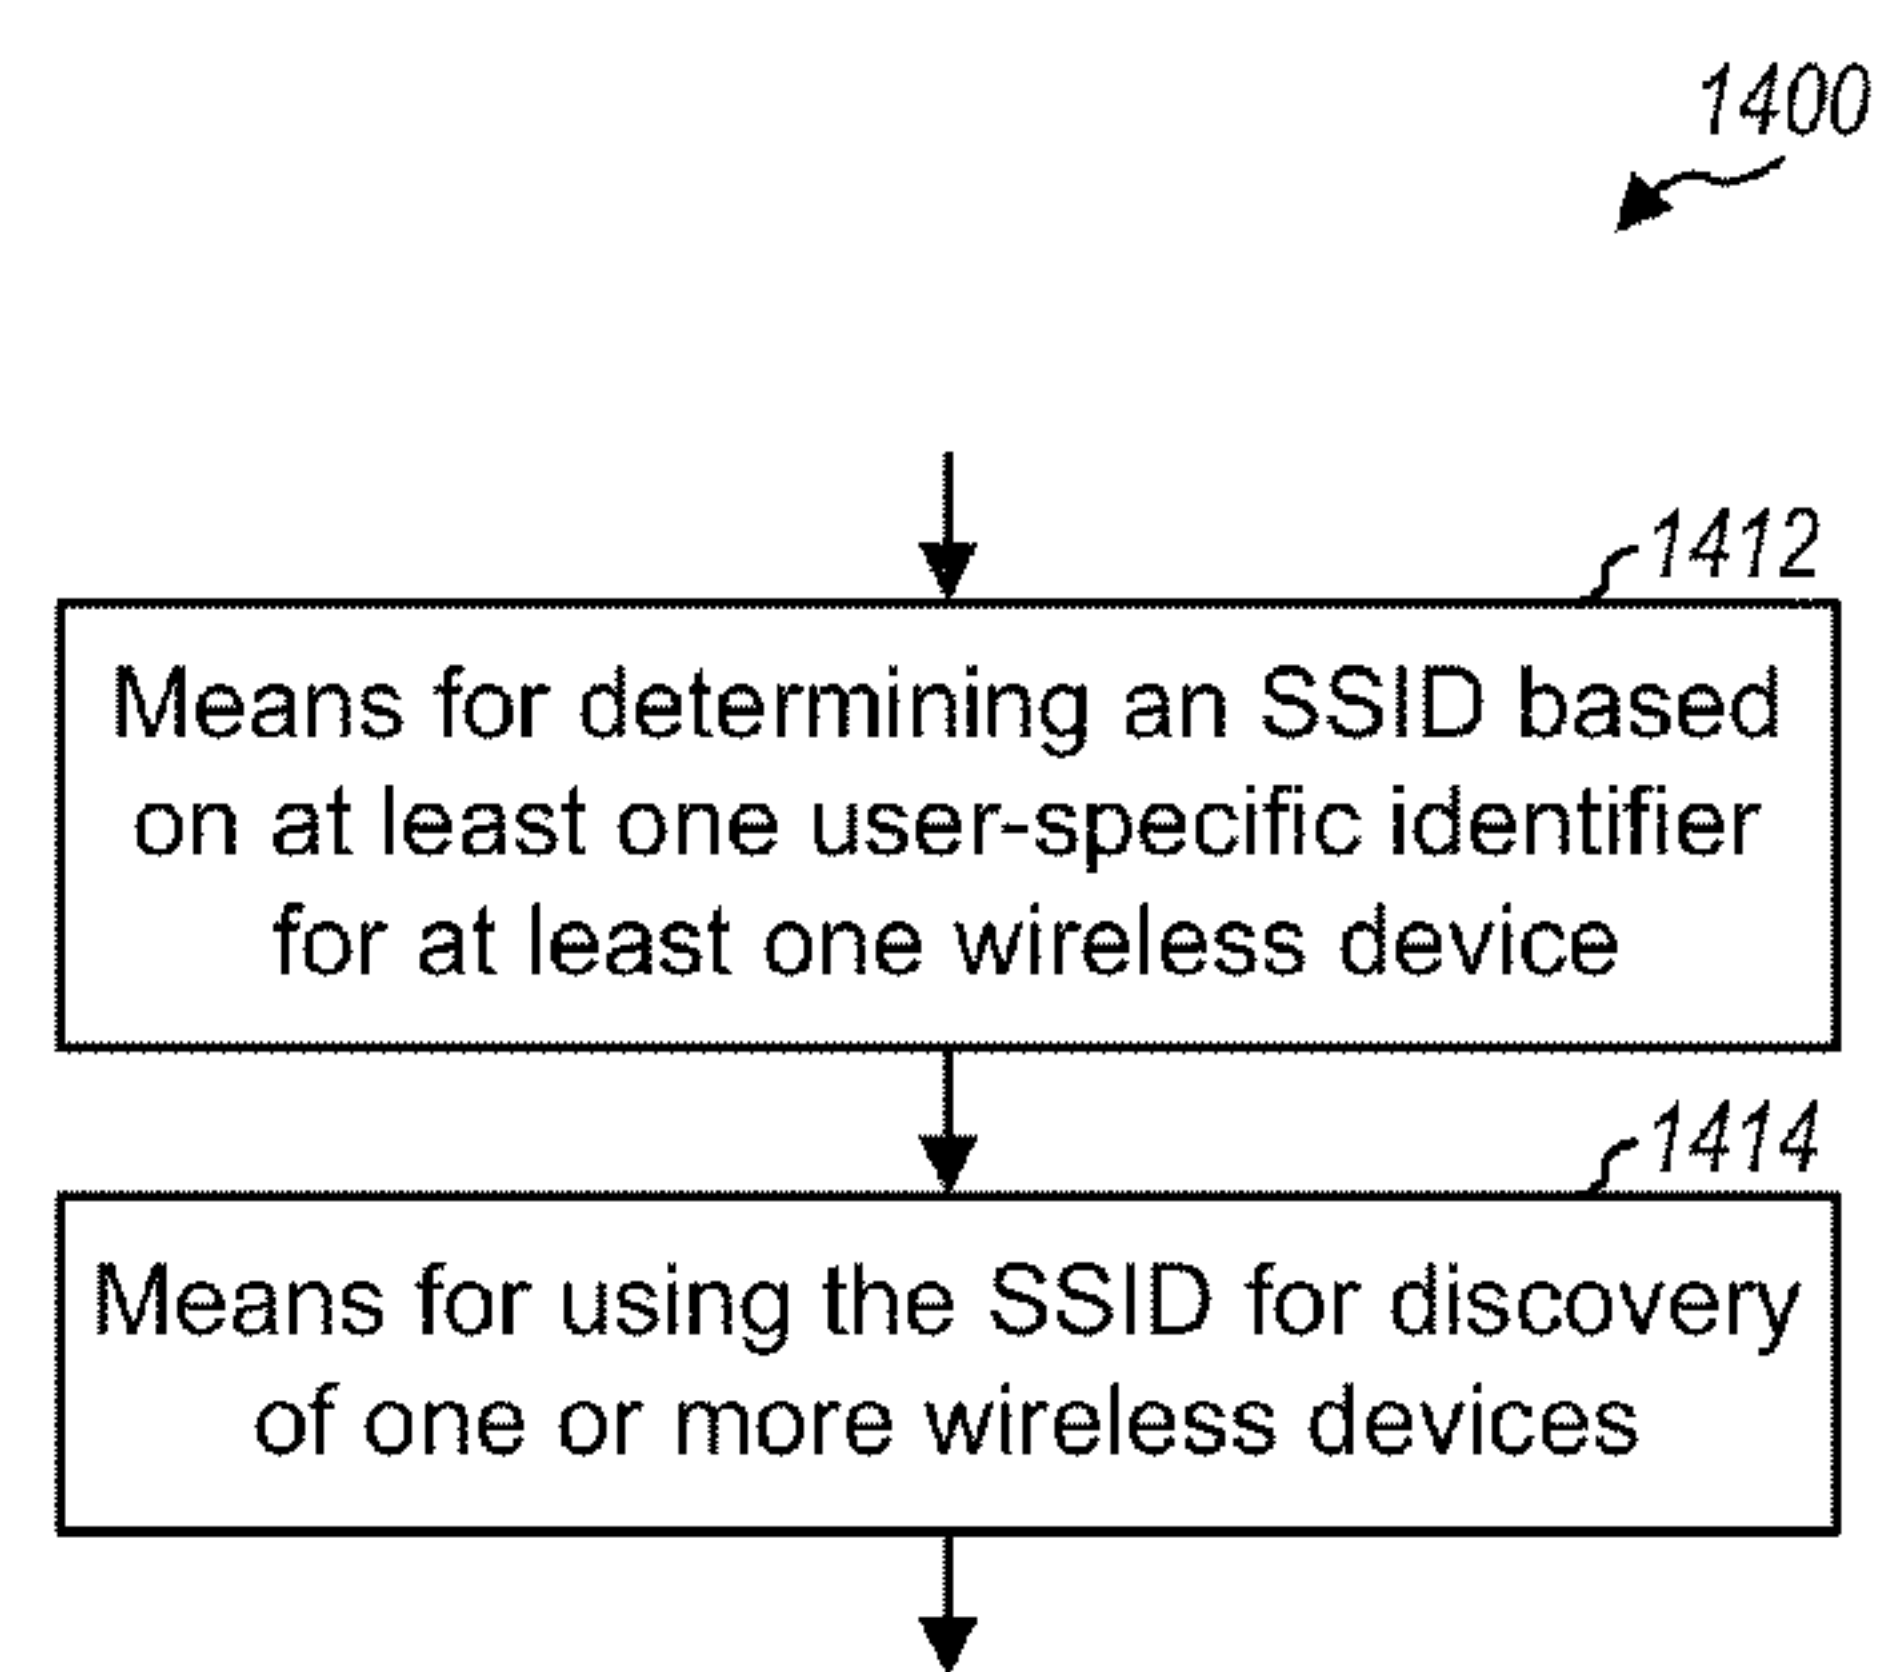 1400
1412
Means for determining an SSID based
on at least one user-specific identifier
for at least one wireless device
1414
Means for using the SSID for discovery
of one or more wireless devices